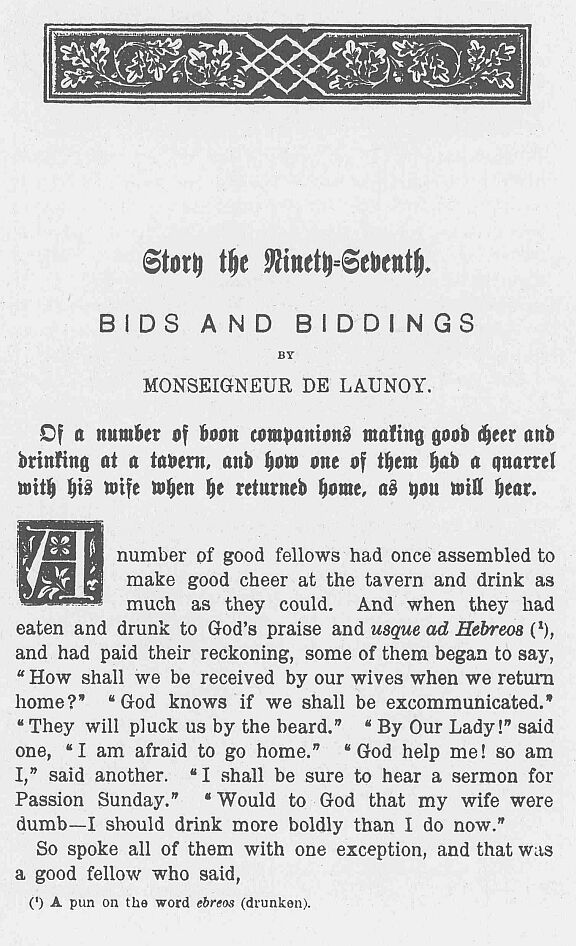 Story the Ninety-Seventh.
BIDS AND BIDDINGS
BY
MONSEIGNEUR DE LAUNOY.
Of a number of boon companions making good cheer and
drinking at a tavern, and how one of them had a quarrel
with his wife when he returned home, as you will hear.
A number of good fellows had once assembled to
make good cheer at the tavern and drink as
much as they could. And when they had
eaten and drunk to God's praise and usque ad Hebreos (¹),
and had paid their reckoning, some of them began to say,
“How shall we be received by our wives when we return
home?” “God knows if we shall be excommunicated.”
“They will pluck us by the beard.” “By Our Lady!” said
one, “I am afraid to go home.” “God help me! so am
I,” said another. “I shall be sure to hear a sermon for
Passion Sunday.” “Would to God that my wife were
dumb—I should drink more boldly than I do now.”
So spoke all of them with one exception, and that was
a good fellow who said,
(¹) A pun on the word ebreos (drunken).